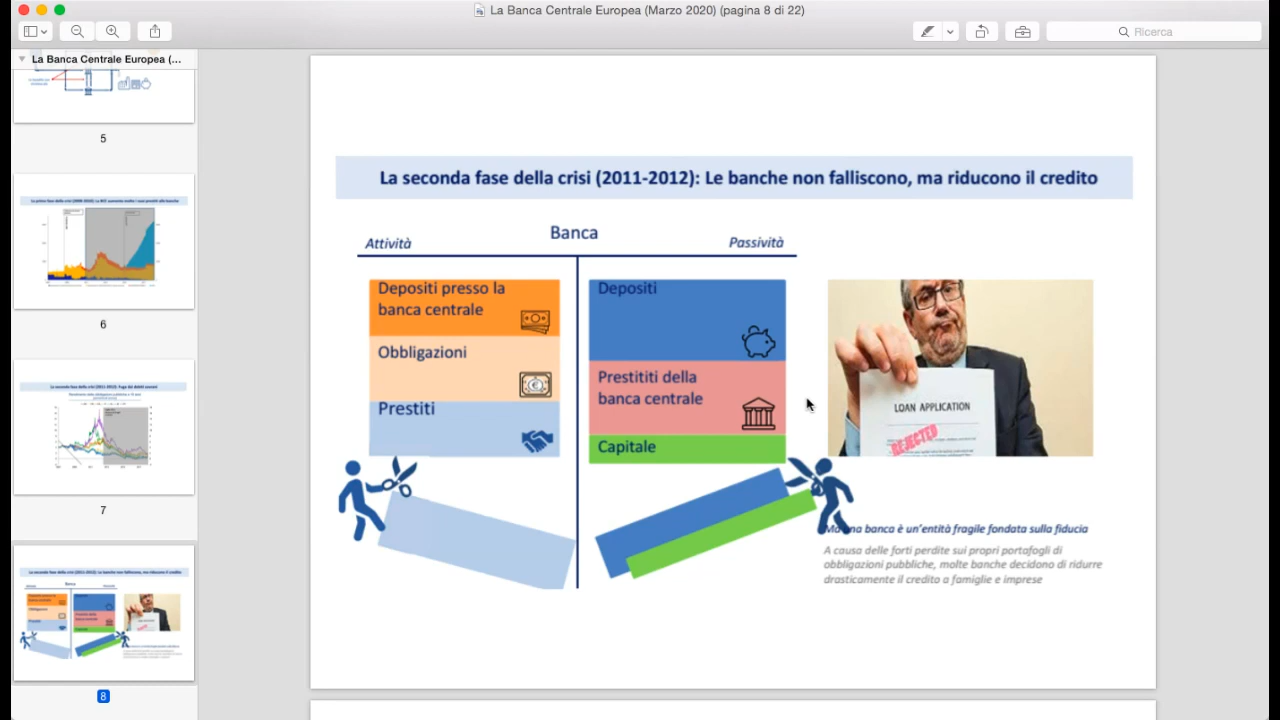 La Banca Centrale Europea (Marzo 2020) (pagina 8 di 22)
Ricerca
La Banca Centrale Europea (...
5
6
7
8
La seconda fase della crisi (2011-2012): Le banche non falliscono, ma riducono il credito
Banca
Attività
Passività
Depositi presso la
banca centrale
Obbligazioni
Prestiti
Depositi
Prestititi della
banca centrale
Capitale
LOAN APPLICATION
REJECTED
Ma una banca è un'entità fragile fondata sulla fiducia
A causa delle forti perdite sui propri portafogli di
obbligazioni pubbliche, molte banche decidono di ridurre
drasticamente il credito a famiglie e imprese